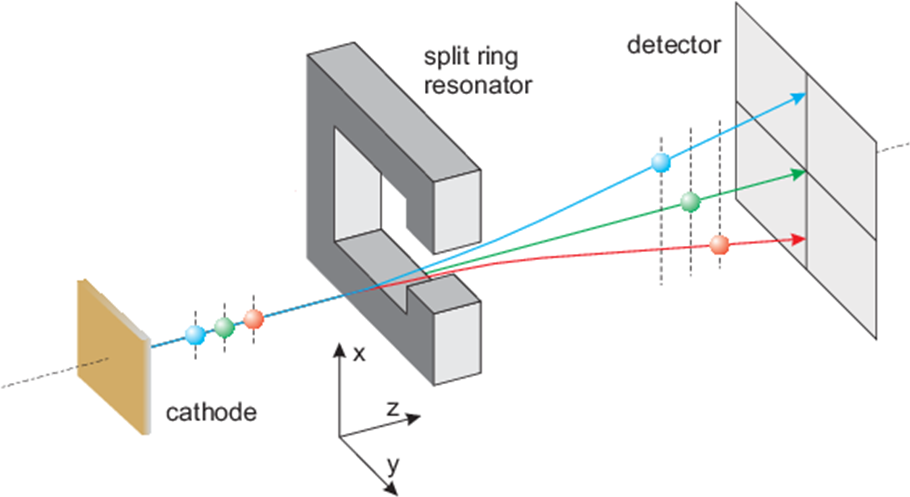 split ring
resonator
detector
cathode
x
z
y